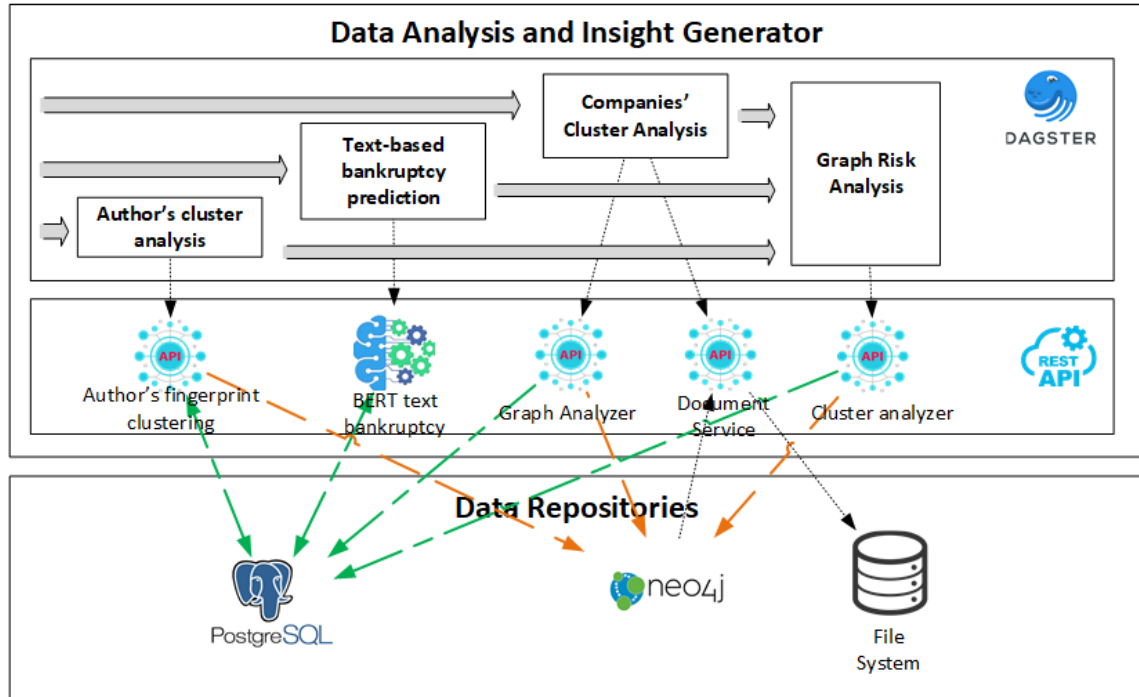 Data Analysis and Insight Generator
Companies'
Cluster Analysis
DAGSTER
Text-based
bankruptcy
prediction
Graph Risk
Analysis
Author's cluster
analysis
API
API
API
API
REST
API
Author's fingerprint
clustering
BERT text
bankruptcy
Graph Analyzer
Document
Service
Cluster analyzer
Data Repositories
PostgreSQL
neo4j
File
System